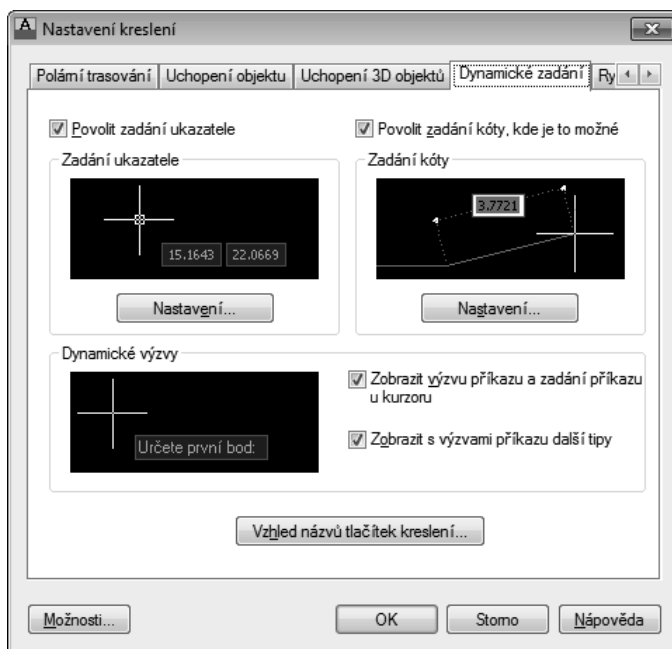 Nastavení kreslení
Polární trasování
Uchopení objektu
Uchopení 3D objektů
Dynamické zadání
Ry
Povolit zadání ukazatele
Povolit zadání kóty, kde je to možné
Zadání ukazatele
Zadání kóty
15.1643 22.0669
3.7721
Nastavení...
Nastavení...
Dynamické výzvy
Určete první bod:
Zobrazit výzvu příkazu a zadání příkazu
u kurzoru
Zobrazit s výzvami příkazu další tipy
Vzhled názvů tlačítek kreslení...
Možnosti...
OK
Storno
Nápověda